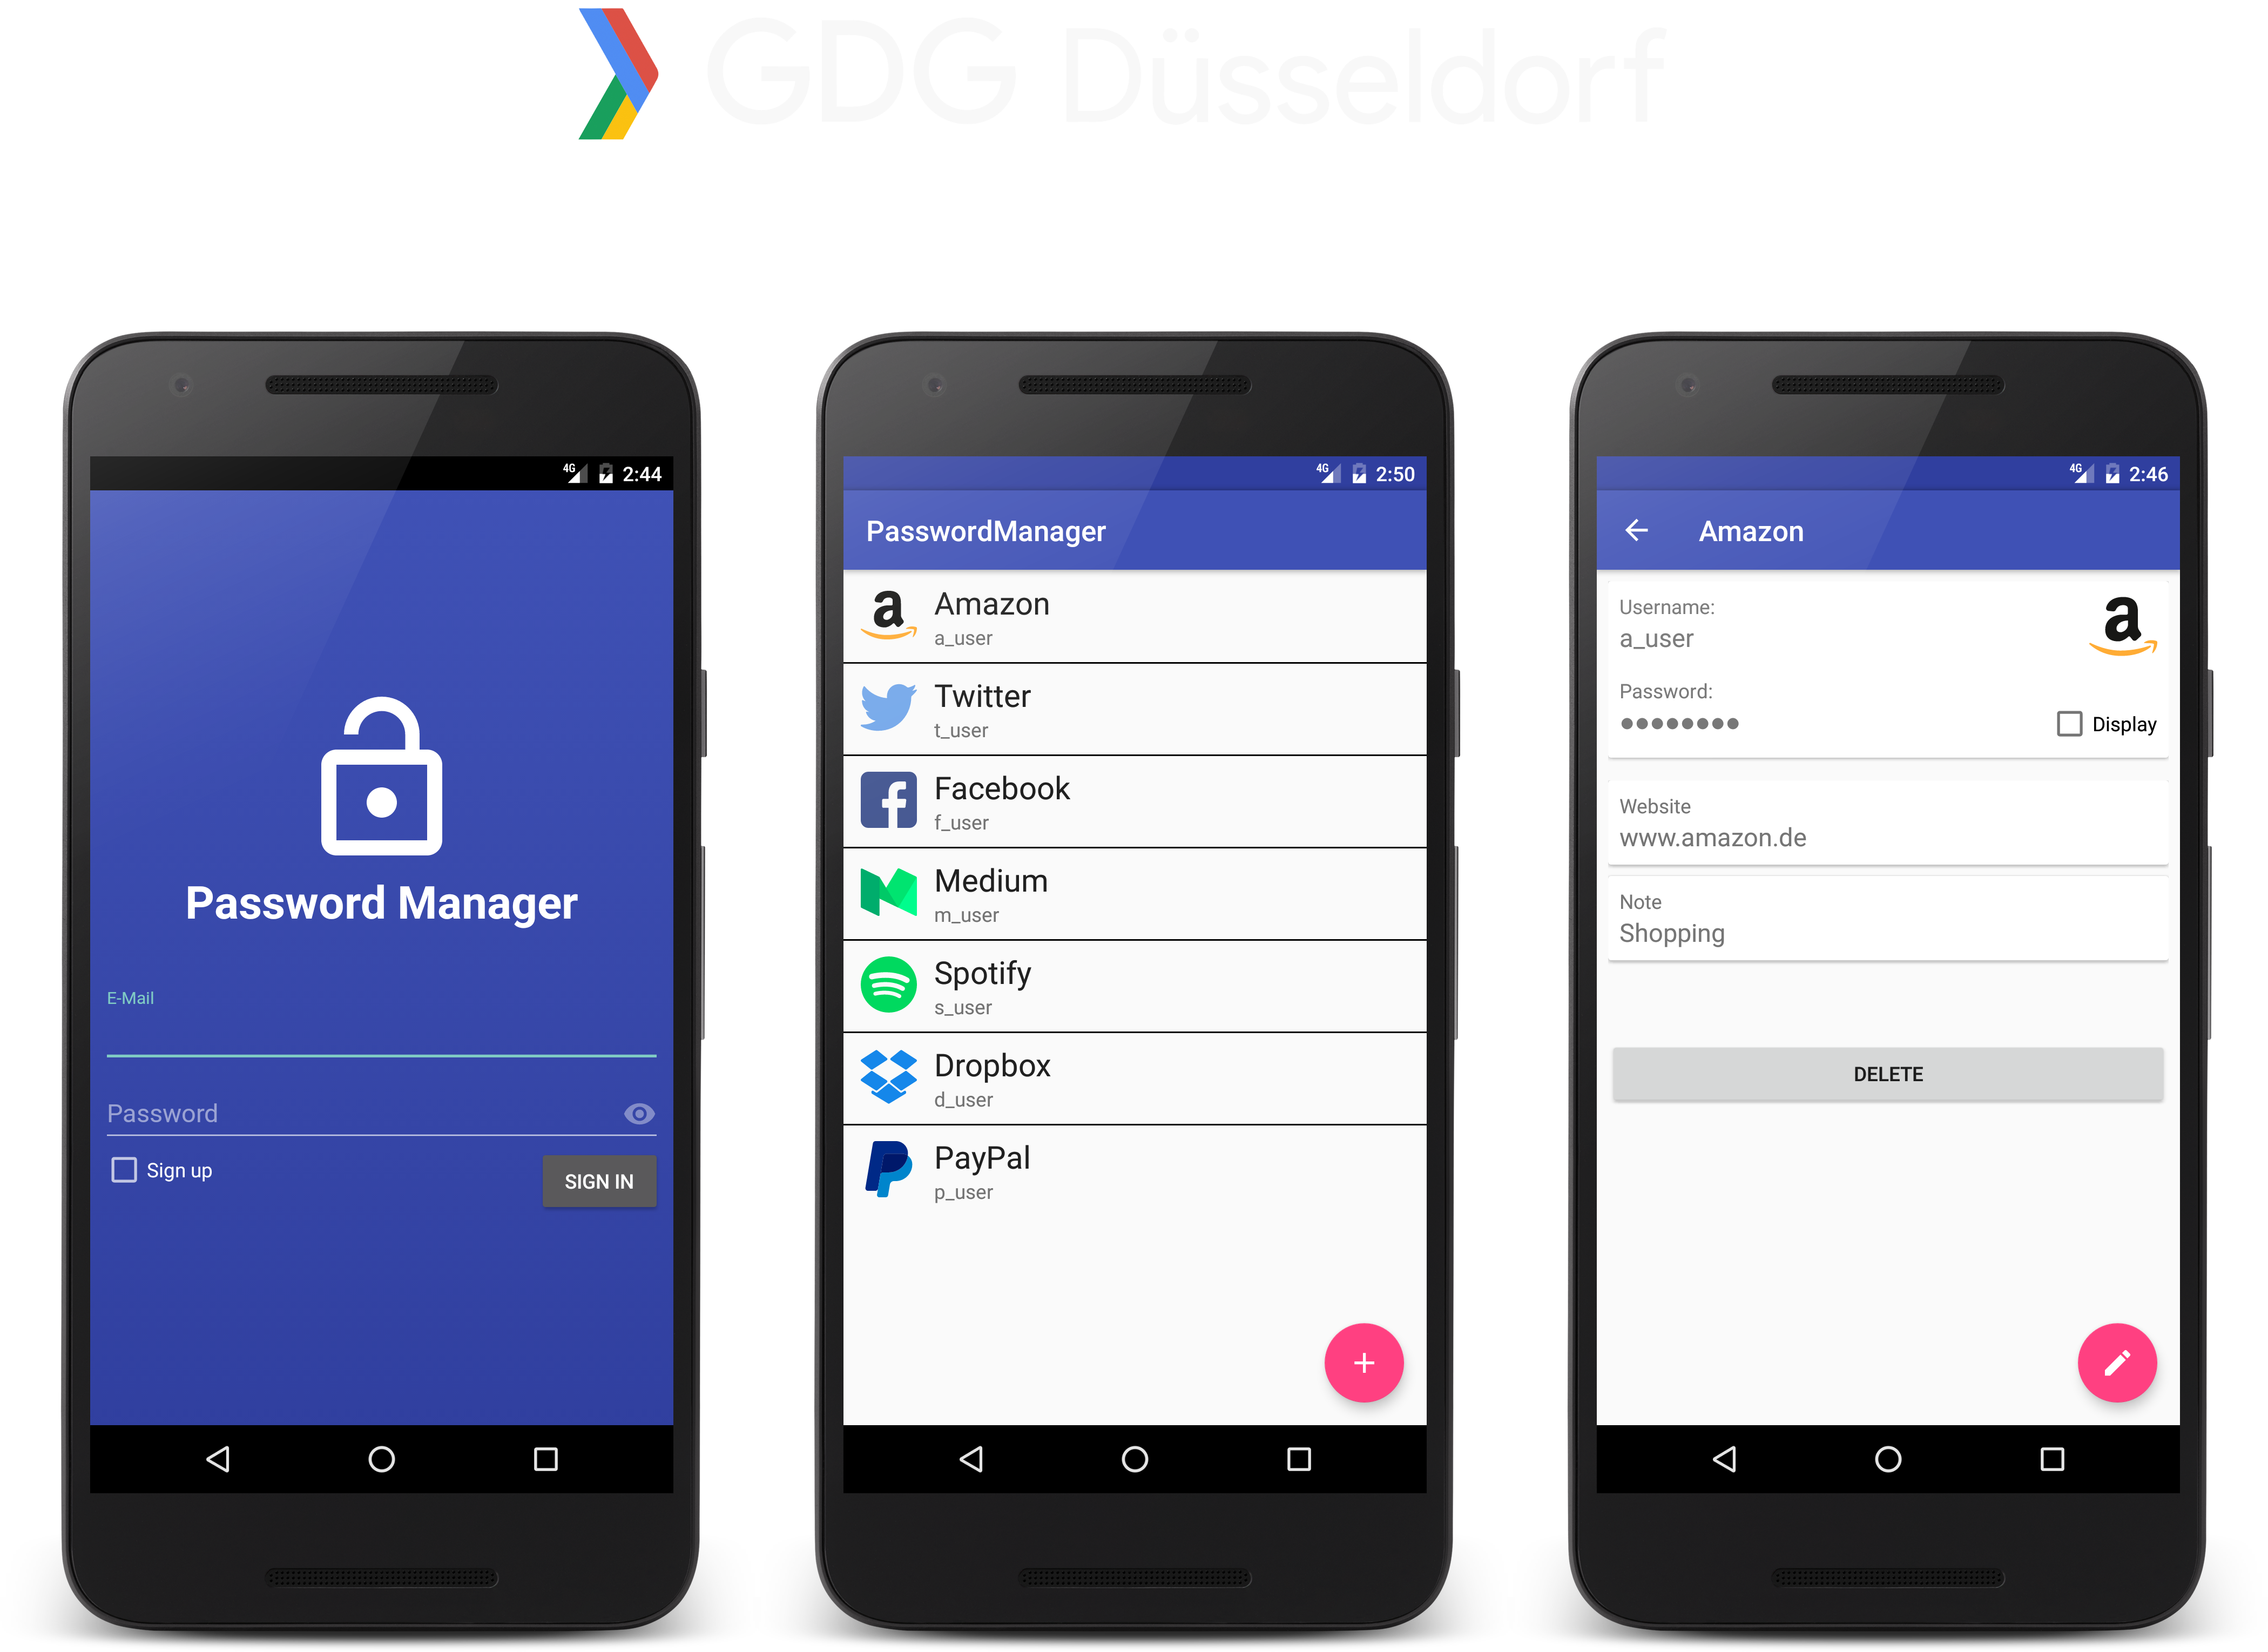 GDG Düsseldorf
4G 2:44
Password Manager
E-Mail
Password
Sign up
SIGN IN
4G 2:50
PasswordManager
Amazon
a_user
Twitter
t_user
Facebook
f_user
Medium
m_user
Spotify
s_user
Dropbox
d_user
PayPal
p_user
4G 2:46
Amazon
Username:
a_user
Password:
••••••••
Display
Website
www.amazon.de
Note
Shopping
DELETE